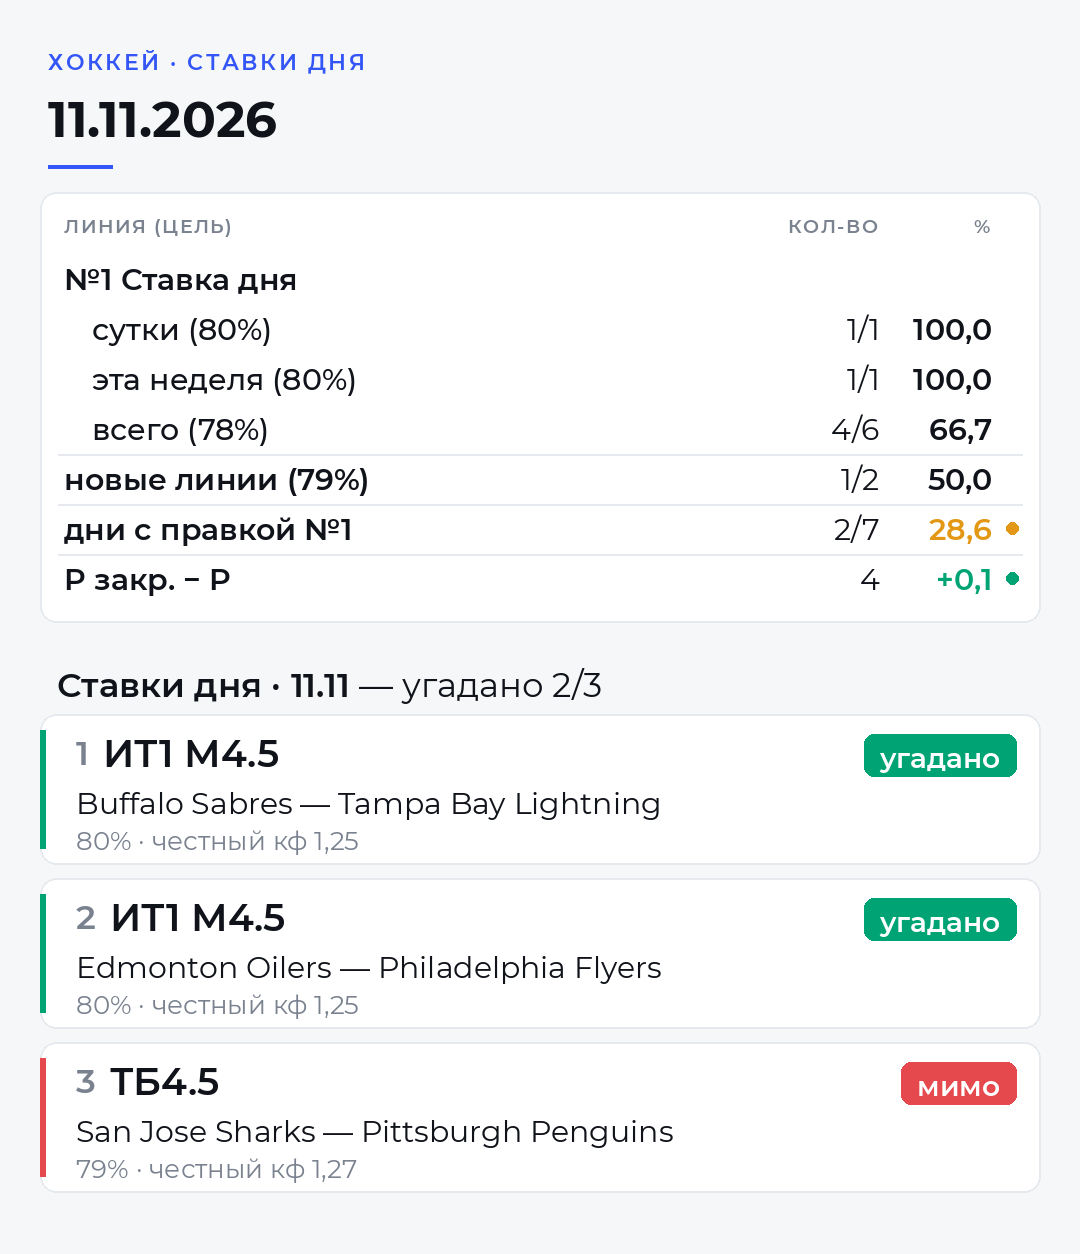 ХОККЕЙ · СТАВКИ ДНЯ
11.11.2026
ЛИНИЯ (ЦЕЛЬ) КОЛ-ВО %
№1 Ставка дня
сутки (80%) 1/1 100,0
эта неделя (80%) 1/1 100,0
всего (78%) 4/6 66,7
новые линии (79%) 1/2 50,0
дни с правкой №1 2/7 28,6
Р закр. − Р 4 +0,1
Ставки дня · 11.11 — угадано 2/3
1 ИТ1 М4.5 угадано
Buffalo Sabres — Tampa Bay Lightning
80% · честный кф 1,25
2 ИТ1 М4.5 угадано
Edmonton Oilers — Philadelphia Flyers
80% · честный кф 1,25
3 ТБ4.5 мимо
San Jose Sharks — Pittsburgh Penguins
79% · честный кф 1,27